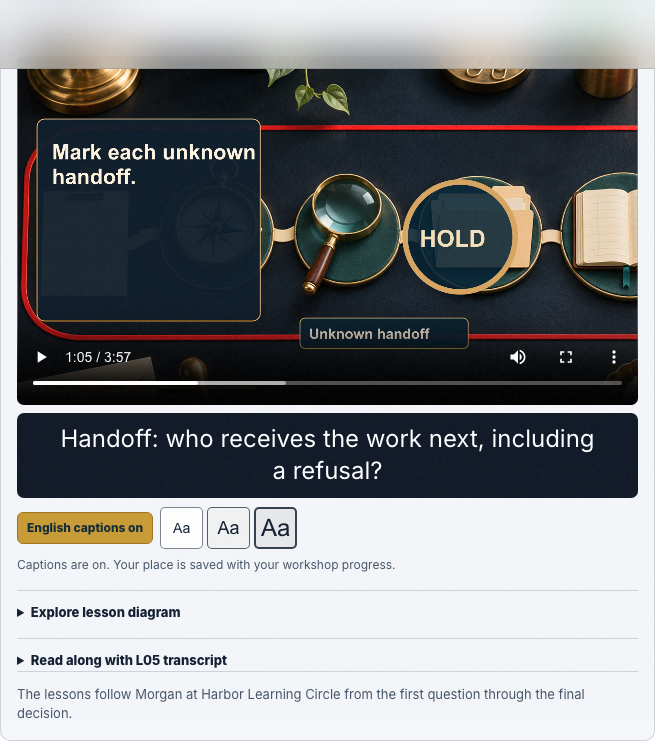 Mark each unknown
handoff.
HOLD
Unknown handoff
1:05 / 3:57
Handoff: who receives the work next, including
a refusal?
English captions on
Aa
Aa
Aa
Captions are on. Your place is saved with your workshop progress.
Explore lesson diagram
Read along with L05 transcript
The lessons follow Morgan at Harbor Learning Circle from the first question through the final
decision.